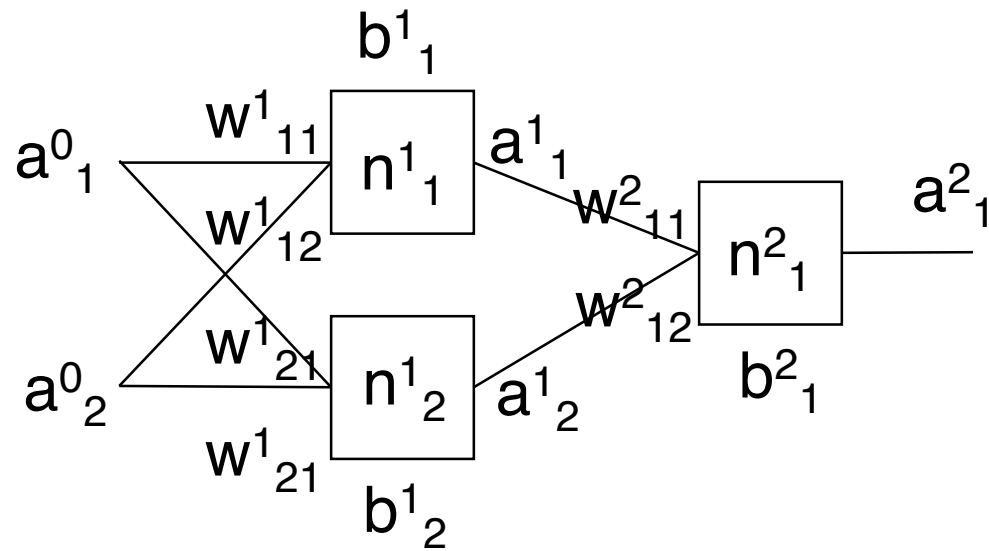 b¹₁
w¹₁₁
a⁰₁
n¹₁
a¹₁
w¹₁₂
w²₁₁
a²₁
n²₁
w²₁₂
w¹₂₁
a⁰₂
n¹₂
a¹₂
b²₁
w¹₂₁
b¹₂